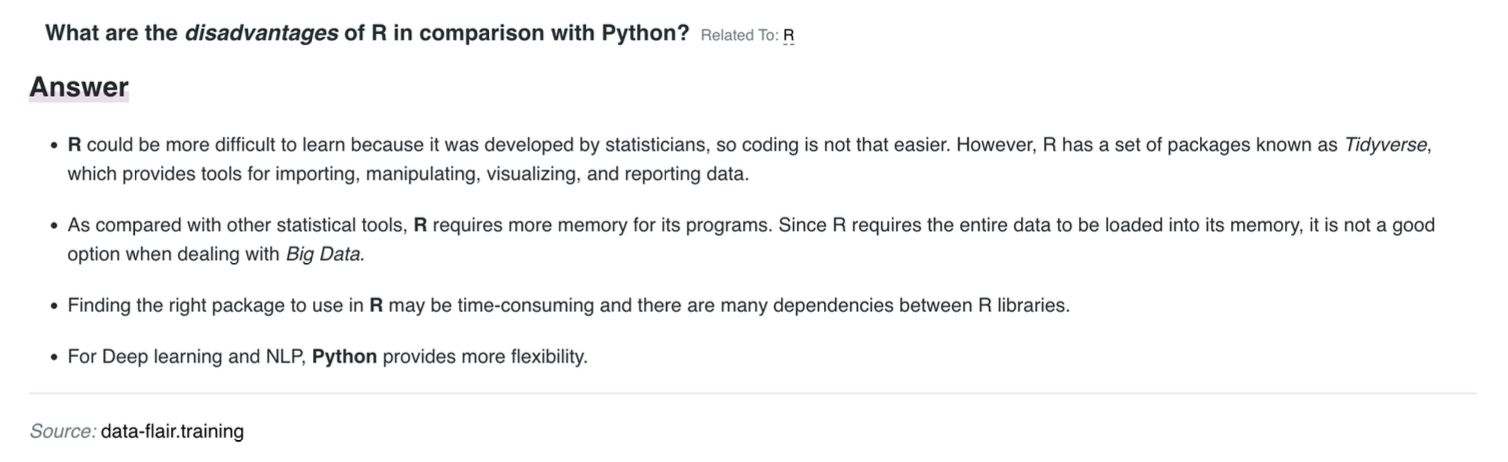 What are the disadvantages of R in comparison with Python? Related To: R
Answer
• R could be more difficult to learn because it was developed by statisticians, so coding is not that easier. However, R has a set of packages known as Tidyverse,
which provides tools for importing, manipulating, visualizing, and reporting data.
• As compared with other statistical tools, R requires more memory for its programs. Since R requires the entire data to be loaded into its memory, it is not a good
option when dealing with Big Data.
• Finding the right package to use in R may be time-consuming and there are many dependencies between R libraries.
• For Deep learning and NLP, Python provides more flexibility.
Source: data-flair.training